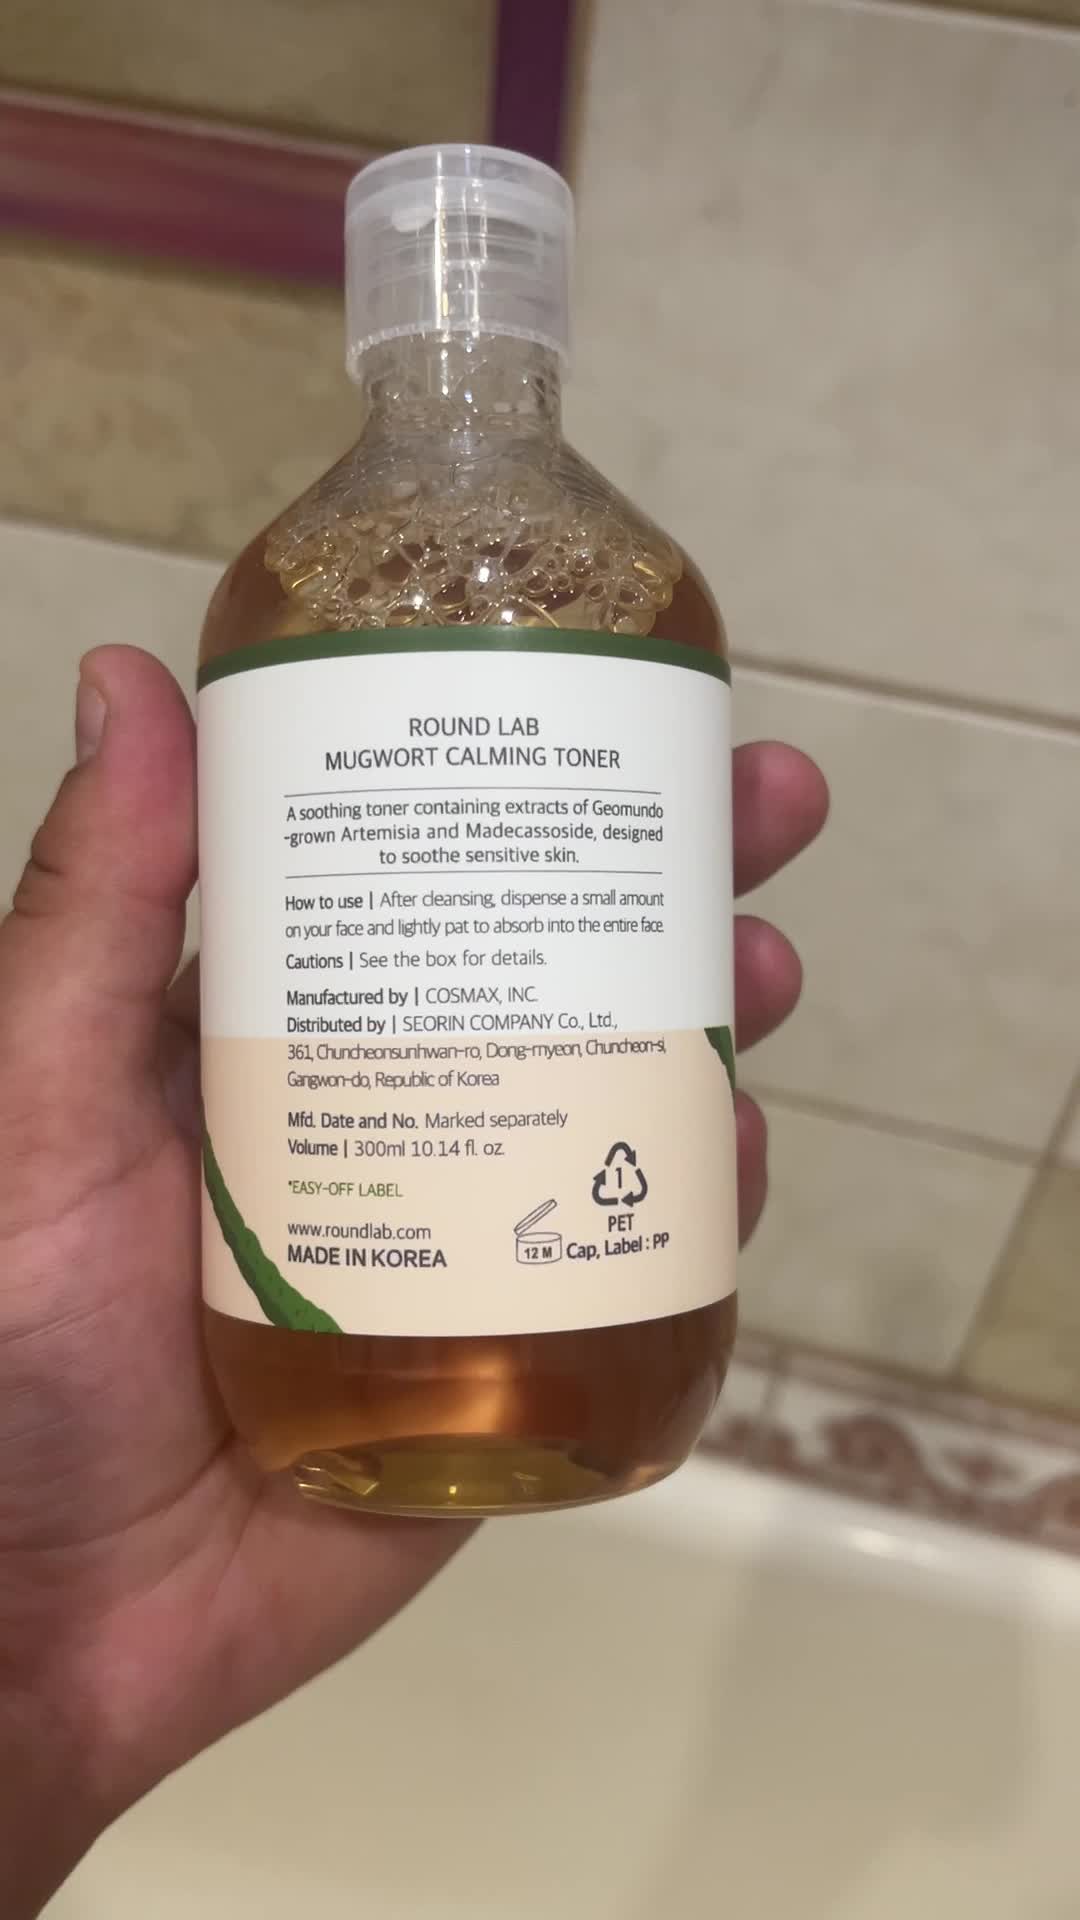 ROUND LAB
MUGWORT CALMING TONER
A soothing toner containing extracts of Geomundo
-grown Artemisia and Madecassoside, designed
to soothe sensitive skin.
How to use | After cleansing, dispense a small amount
on your face and lightly pat to absorb into the entire face.
Cautions | See the box for details.
Manufactured by | COSMAX, INC.
Distributed by | SEORIN COMPANY Co., Ltd.,
361, Chuncheonsunhwan-ro, Dong-myeon, Chuncheon-si,
Gangwon-do, Republic of Korea
Mfd. Date and No. Marked separately
Volume | 300ml 10.14 fl. oz.
*EASY-OFF LABEL
www.roundlab.com
MADE IN KOREA
12 M
1
PET
Cap, Label : PP